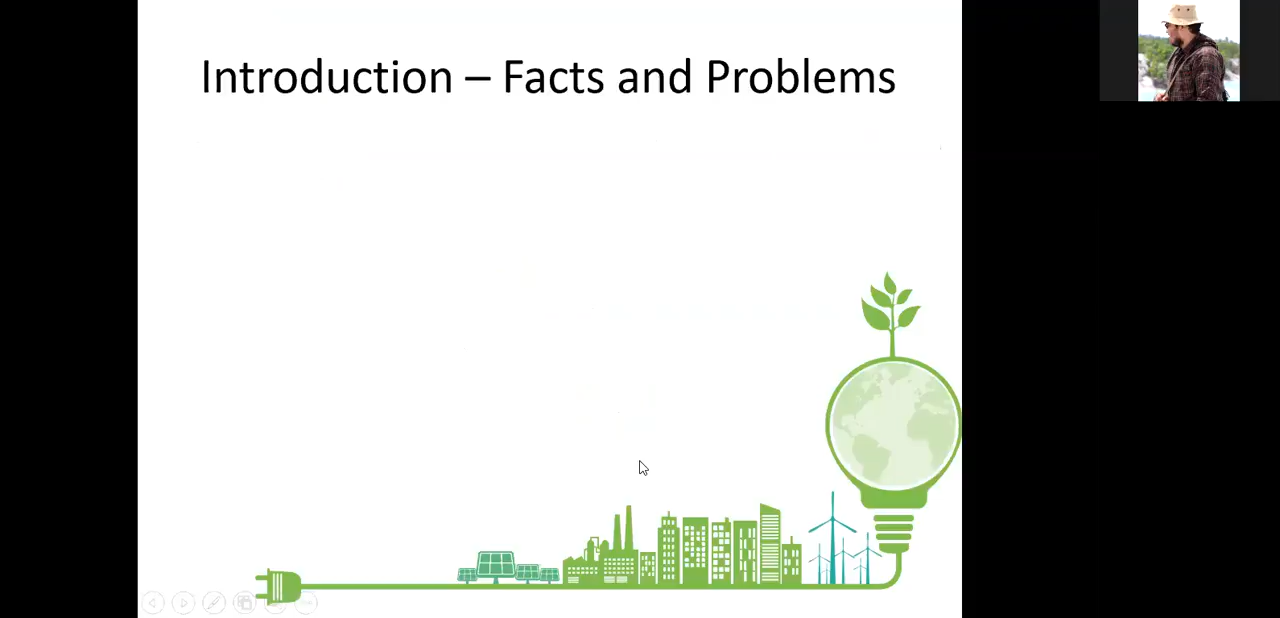 Introduction – Facts and Problems